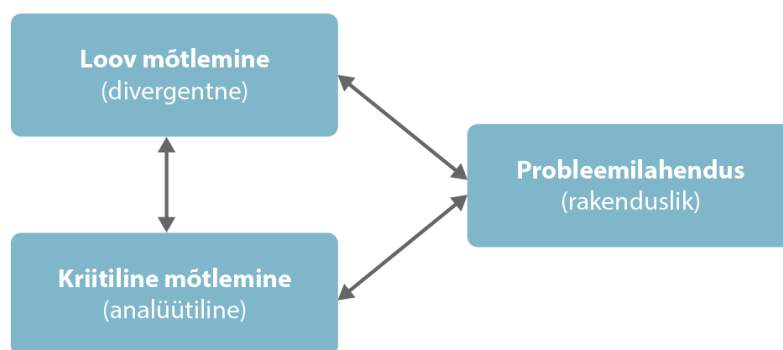 Loov mõtlemine
(divergentne)
Probleemilahendus
(rakenduslik)
Kriitiline mõtlemine
(analüütiline)